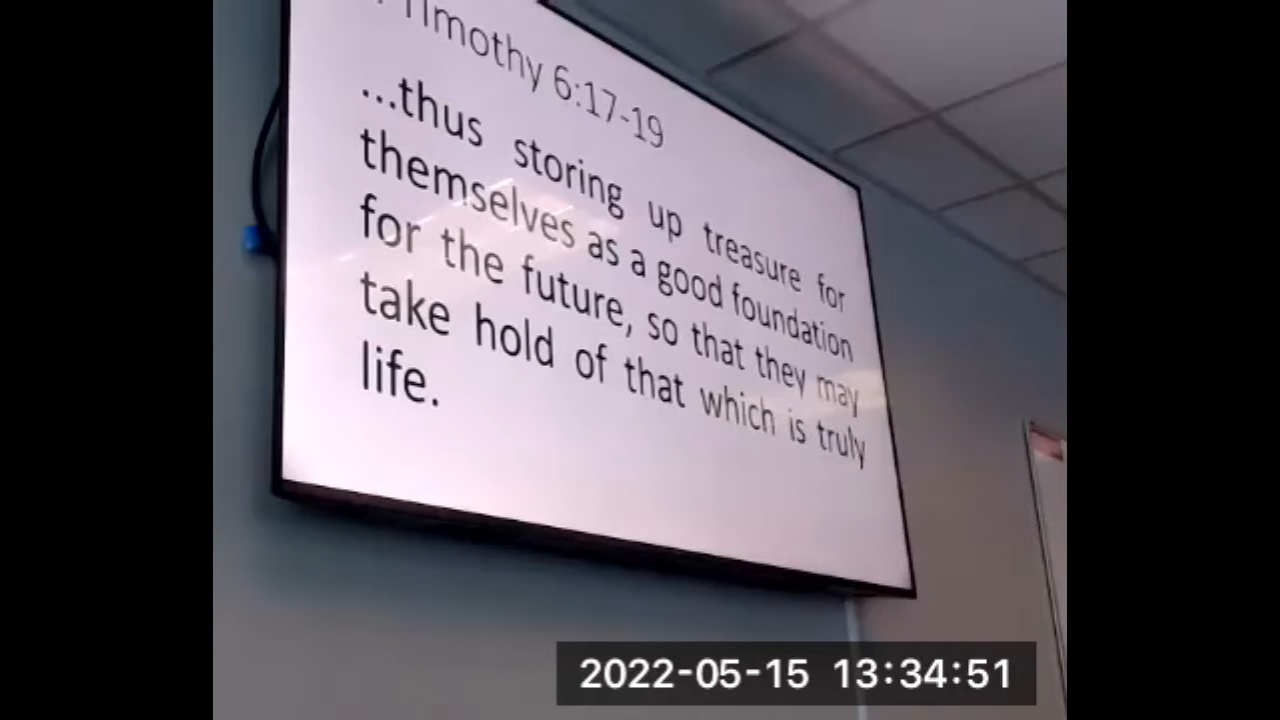 Timothy 6:17-19
...thus storing up treasure for
themselves as a good foundation
for the future, so that they may
take hold of that which is truly
life.
2022-05-15 13:34:51